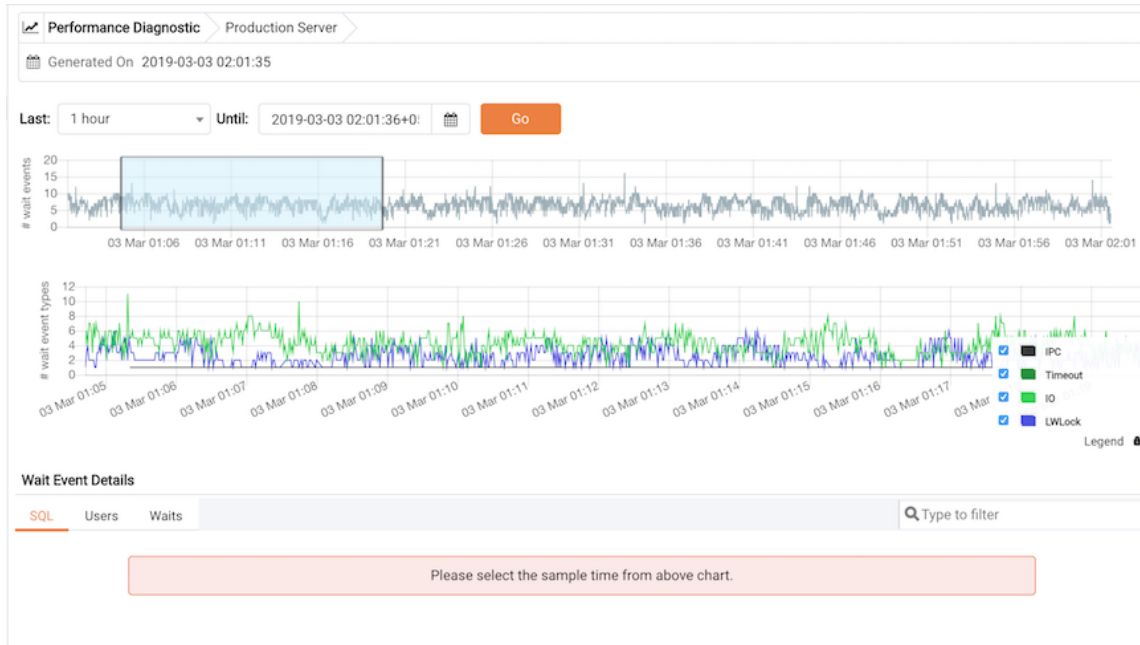 Performance Diagnostic Production Server
Generated On 2019-03-03 02:01:35
Last: 1 hour Until: 2019-03-03 02:01:36+0 Go
# wait events
20
15
10
5
0
03 Mar 01:06 03 Mar 01:11 03 Mar 01:16 03 Mar 01:21 03 Mar 01:26 03 Mar 01:31 03 Mar 01:36 03 Mar 01:41 03 Mar 01:46 03 Mar 01:51 03 Mar 01:56 03 Mar 02:01
# wait event types
12
10
8
6
4
2
0
03 Mar 01:05 03 Mar 01:06 03 Mar 01:07 03 Mar 01:08 03 Mar 01:09 03 Mar 01:10 03 Mar 01:11 03 Mar 01:12 03 Mar 01:13 03 Mar 01:14 03 Mar 01:15 03 Mar 01:16 03 Mar 01:17 03 Mar
IPC
Timeout
IO
LWLock
Legend
Wait Event Details
SQL Users Waits Type to filter
Please select the sample time from above chart.